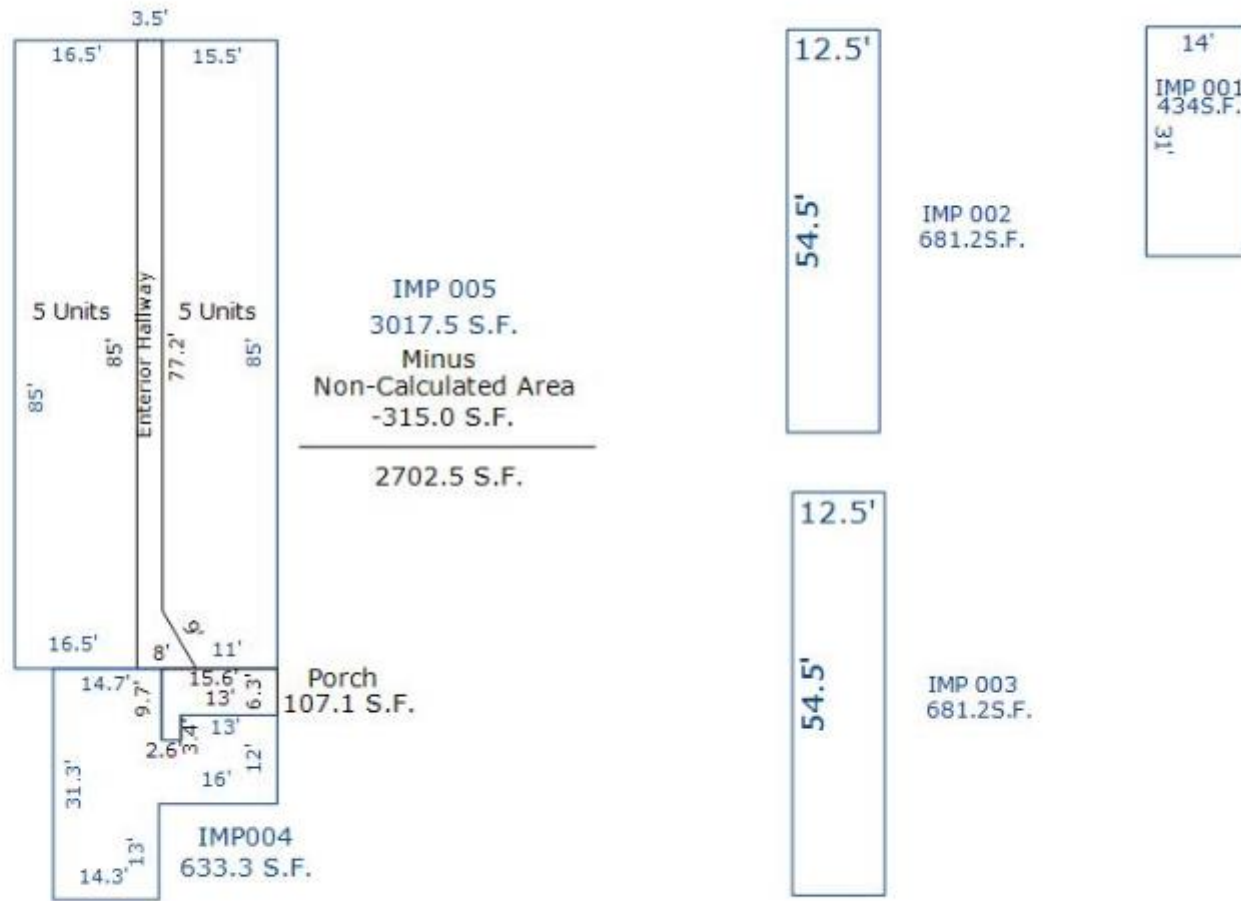 3.5'
16.5'
15.5'
5 Units
5 Units
85'
85'
Enterior Hallway
77.2'
85'
IMP 005
3017.5 S.F.
Minus
Non-Calculated Area
-315.0 S.F.
2702.5 S.F.
16.5'
8'
9'
11'
14.7'
9.7'
15.6'
13'
6.3'
Porch
107.1 S.F.
2.6'
3.4'
13'
12'
16'
31.3'
13'
14.3'
IMP004
633.3 S.F.
12.5'
54.5'
IMP 002
681.2S.F.
12.5'
54.5'
IMP 003
681.2S.F.
14'
IMP 001
434S.F.
31'